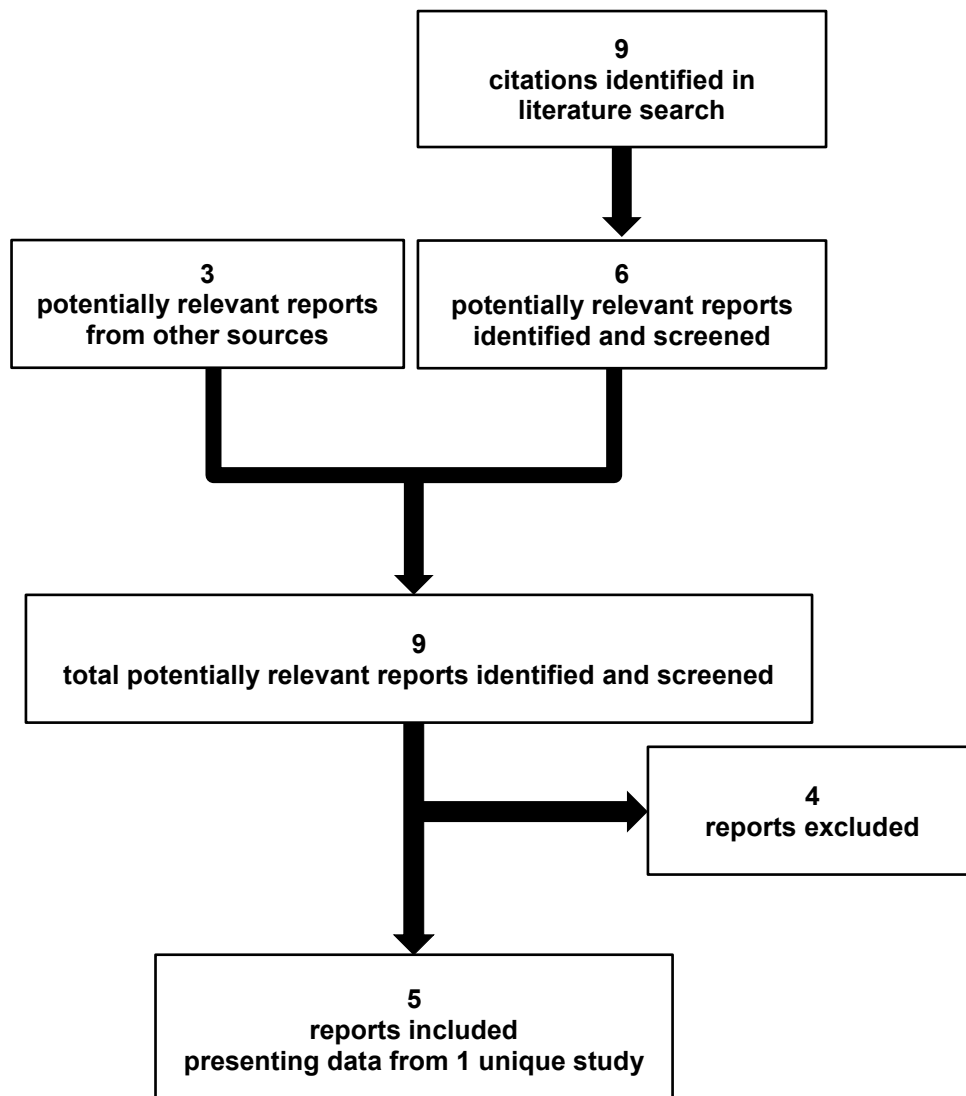 9
citations identified in
literature search
3
potentially relevant reports
from other sources
6
potentially relevant reports
identified and screened
9
total potentially relevant reports identified and screened
4
reports excluded
5
reports included
presenting data from 1 unique study